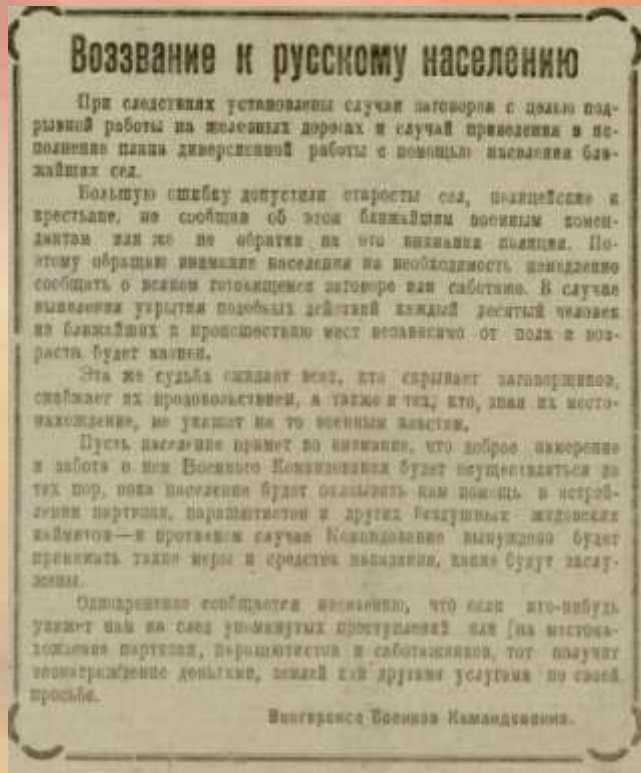 Воззвание к русскому населению
При следствиях установлены случаи заговоров с целью под-
рывной работы на железных дорогах и случай приведения в ис-
полнение плана диверсионной работы с помощью населения бли-
жайших сел.
Большую ошибку допустили старосты сел, полицейские и
крестьяне, не сообщив об этом ближайшим военным комен-
дантам или же не обратив на это внимания полиции. По-
этому обращаю внимание населения на необходимость немедленно
сообщать о всяком готовящемся заговоре или саботаже. В случае
выявления укрытия подобных действий каждый десятый человек
из ближайших к происшествию мест независимо от пола и воз-
раста будет казнен.
Эта же судьба ожидает всех, кто скрывает заговорщиков,
снабжает их продовольствием, а также и тех, кто, зная их место-
нахождение, не укажет на то военным властям.
Пусть население примет во внимание, что доброе намерение
и забота о нем Военного Командования будет осуществляться до
тех пор, пока население будет оказывать нам помощь в истреб-
лении партизан, парашютистов и других воздушных жидовских
наймитов—в противном случае Командование вынуждено будет
принимать такие меры и средства наказания, какие будут заслу-
жены.
Одновременно сообщается населению, что если кто-нибудь
укажет нам на след упомянутых преступлений или (на местона-
хождение партизан, парашютистов и саботажников, тот получит
вознаграждение деньгами, землей или другими услугами по своей
просьбе.
Венгерское Военное Командование.